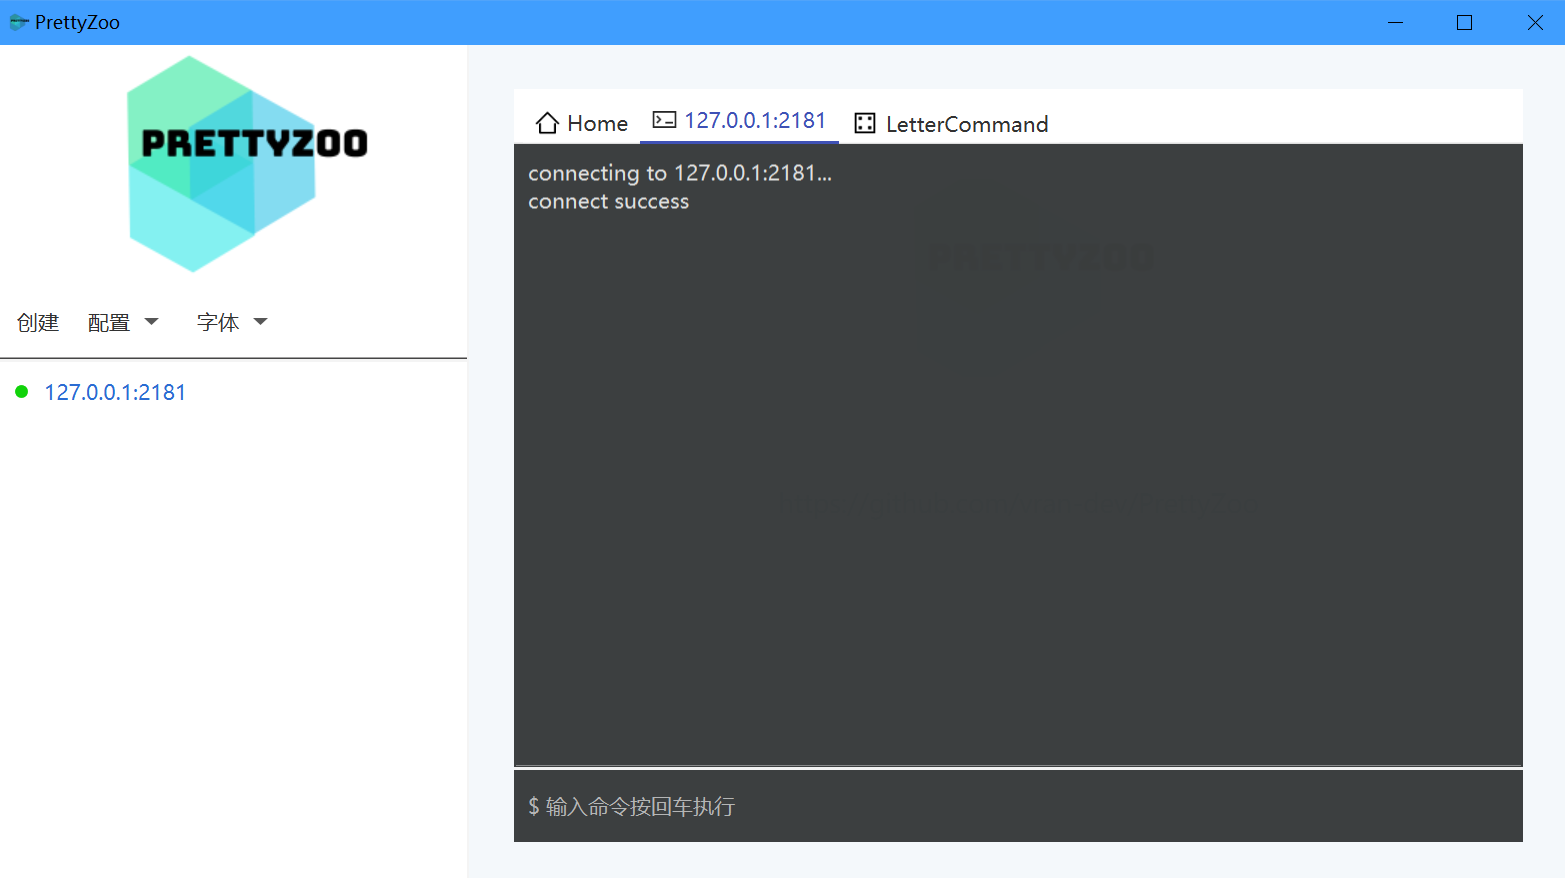 PrettyZoo
PRETTYZOO
创建 配置 字体
127.0.0.1:2181
Home 127.0.0.1:2181 LetterCommand
connecting to 127.0.0.1:2181...
connect success
PRETTYZOO
$ 输入命令按回车执行